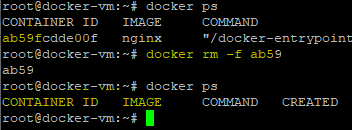 root@docker-vm:~# docker ps
CONTAINER ID IMAGE COMMAND
ab59fcdde00f nginx "/docker-entrypoint
root@docker-vm:~# docker rm -f ab59
ab59
root@docker-vm:~# docker ps
CONTAINER ID IMAGE COMMAND CREATED
root@docker-vm:~#